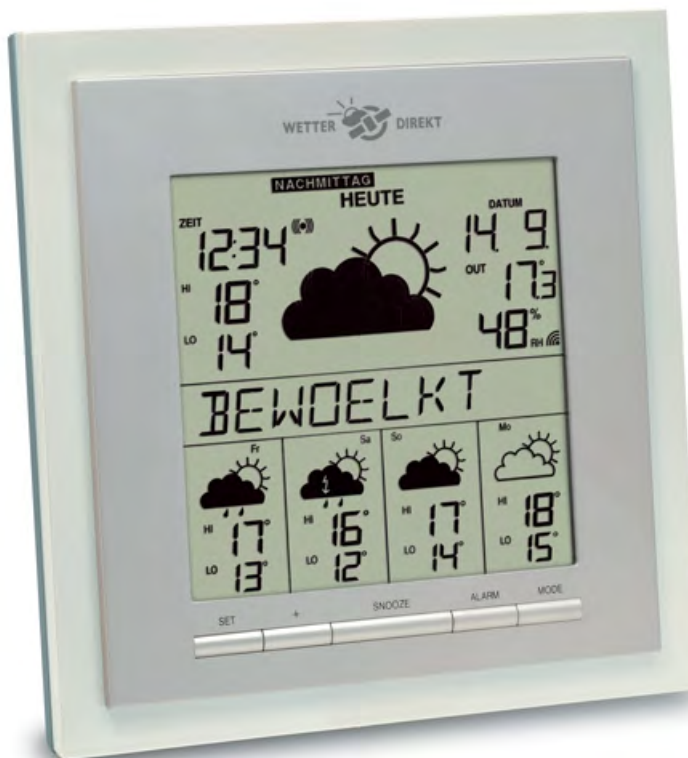 WETTER DIREKT
NACHMITTAG
HEUTE
ZEIT
DATUM
12:34
14. 9.
HI 18°
OUT 17.3°
LO 14°
48% RH
BEWOELKT
Fr
Sa
So
Mo
HI 17°
HI 16°
HI 17°
HI 18°
LO 13°
LO 12°
LO 14°
LO 15°
SET + SNOOZE ALARM MODE